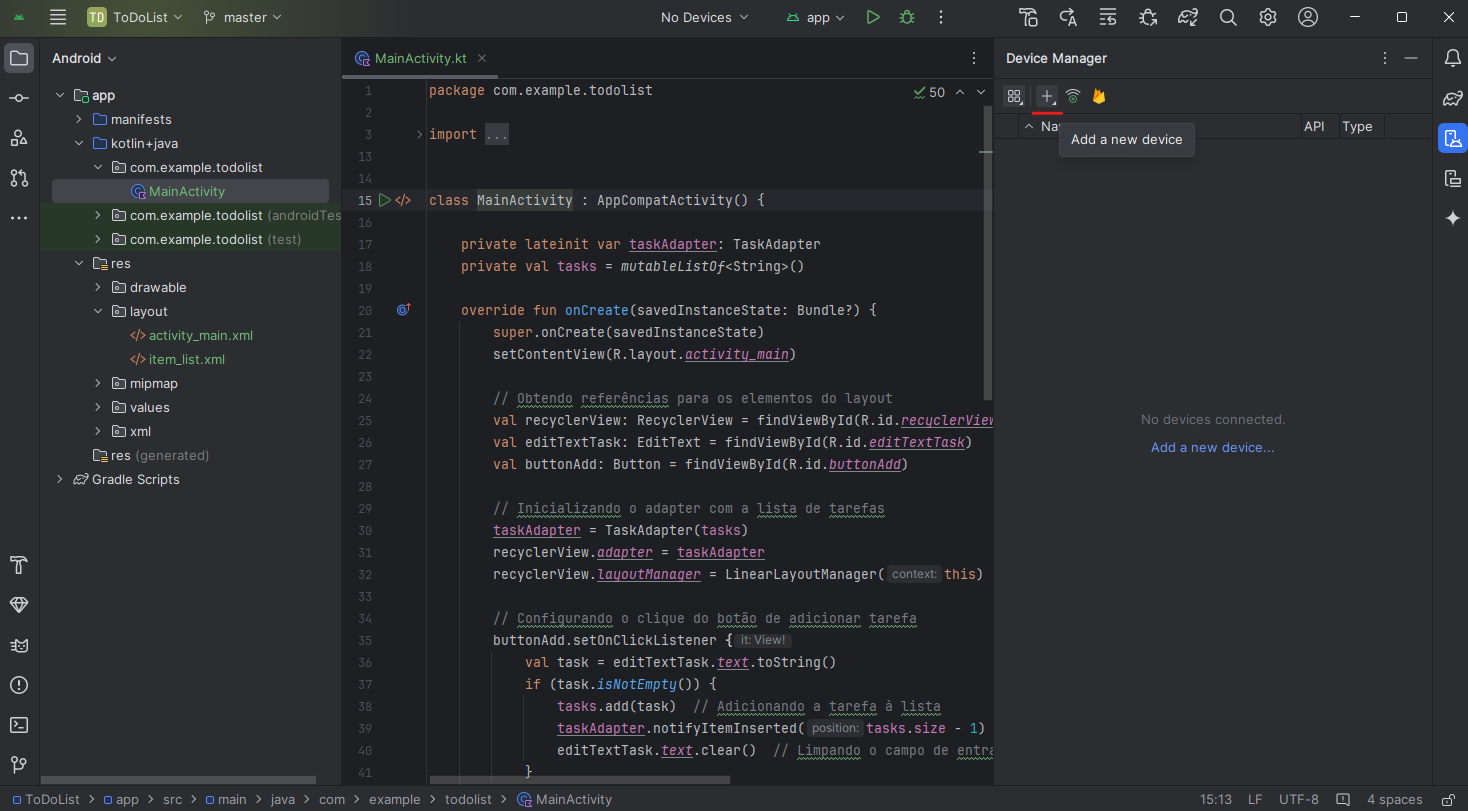 TD ToDoList master No Devices app
Android
app
manifests
kotlin+java
com.example.todolist
MainActivity
com.example.todolist (androidTes
com.example.todolist (test)
res
drawable
layout
activity_main.xml
item_list.xml
mipmap
values
xml
res (generated)
Gradle Scripts
MainActivity.kt
50
1 package com.example.todolist
2
3 import ...
13
14
15 class MainActivity : AppCompatActivity() {
16
17 private lateinit var taskAdapter: TaskAdapter
18 private val tasks = mutableListOf<String>()
19
20 override fun onCreate(savedInstanceState: Bundle?) {
21 super.onCreate(savedInstanceState)
22 setContentView(R.layout.activity_main)
23
24 // Obtendo referências para os elementos do layout
25 val recyclerView: RecyclerView = findViewById(R.id.recyclerView
26 val editTextTask: EditText = findViewById(R.id.editTextTask)
27 val buttonAdd: Button = findViewById(R.id.buttonAdd)
28
29 // Inicializando o adapter com a lista de tarefas
30 taskAdapter = TaskAdapter(tasks)
31 recyclerView.adapter = taskAdapter
32 recyclerView.layoutManager = LinearLayoutManager( context: this)
33
34 // Configurando o clique do botão de adicionar tarefa
35 buttonAdd.setOnClickListener { it: View!
36 val task = editTextTask.text.toString()
37 if (task.isNotEmpty()) {
38 tasks.add(task) // Adicionando a tarefa à lista
39 taskAdapter.notifyItemInserted( position: tasks.size - 1)
40 editTextTask.text.clear() // Limpando o campo de entra
41 }
Device Manager
Na API Type
Add a new device
No devices connected.
Add a new device...
ToDoList > app > src > main > java > com > example > todolist > MainActivity
15:13 LF UTF-8 4 spaces